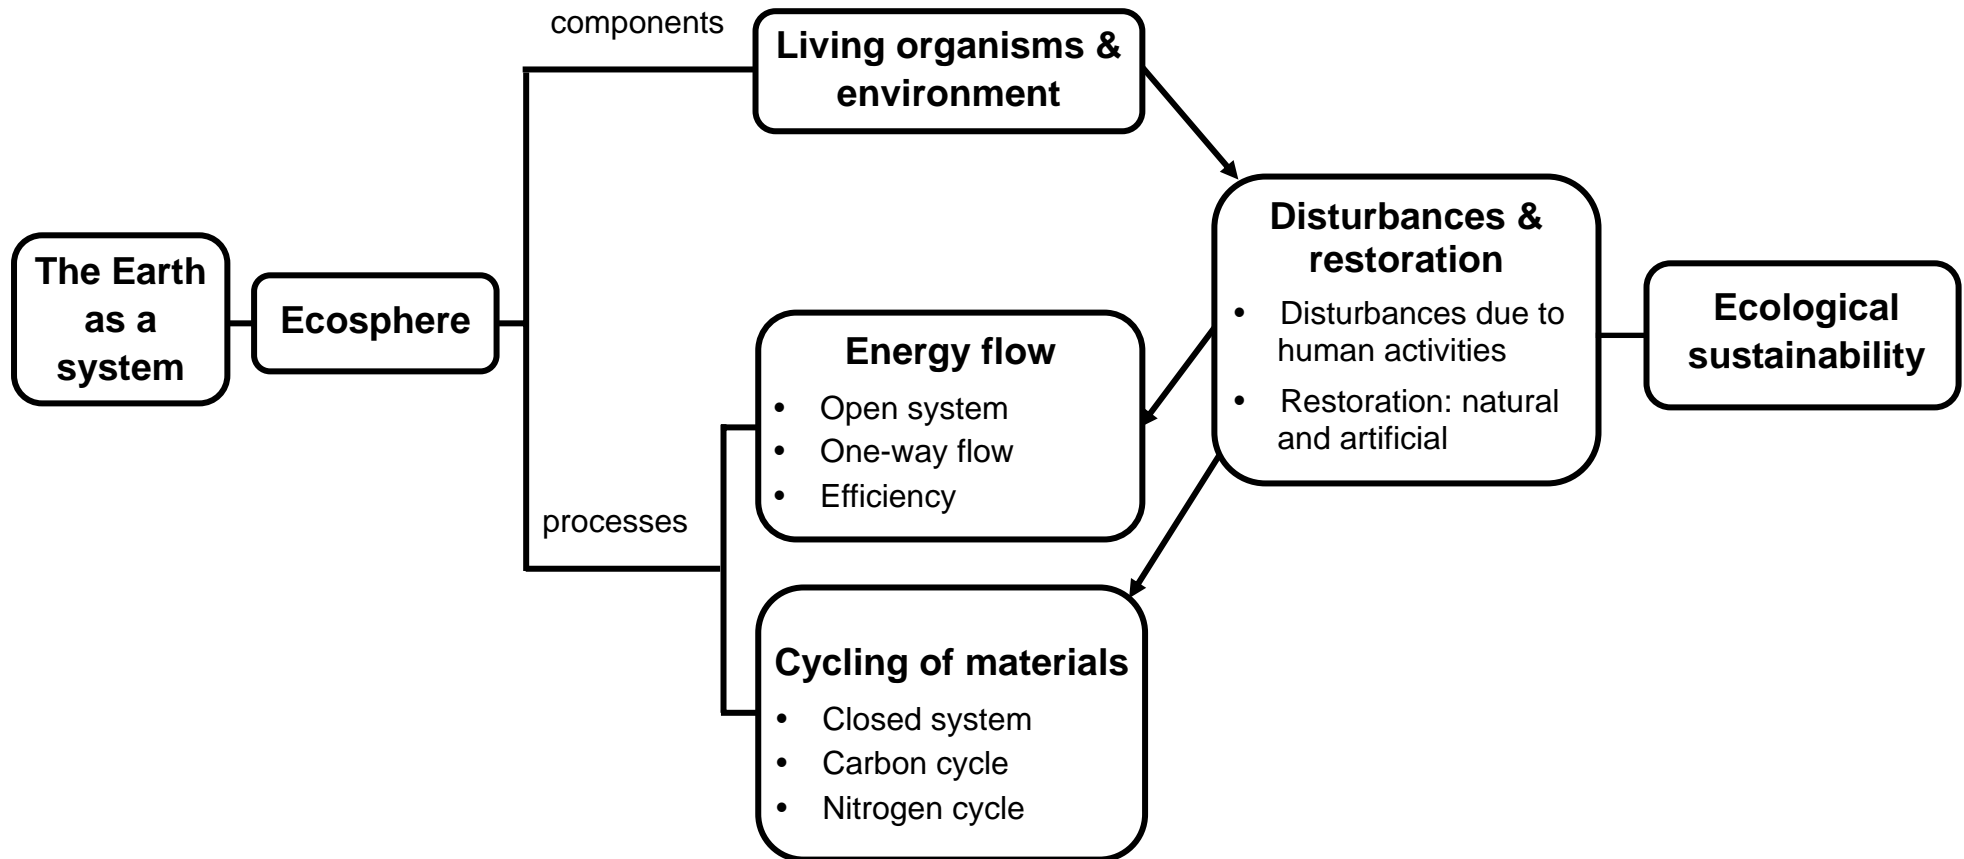 components
Living organisms &
environment
The Earth
as a
system
Ecosphere
processes
Energy flow
• Open system
• One-way flow
• Efficiency
Cycling of materials
• Closed system
• Carbon cycle
• Nitrogen cycle
Disturbances &
restoration
• Disturbances due to
human activities
• Restoration: natural
and artificial
Ecological
sustainability